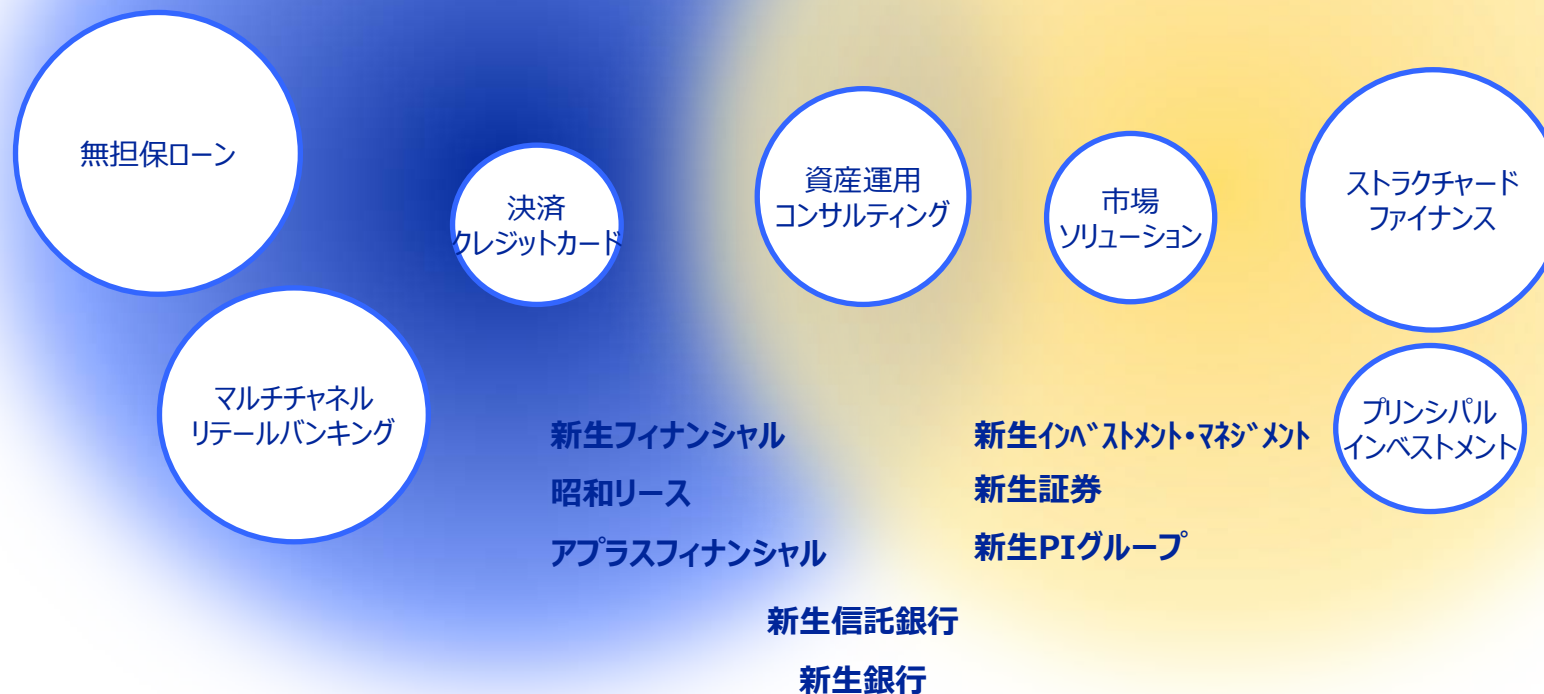 無担保ローン
決済
クレジットカード
資産運用
コンサルティング
市場
ソリューション
ストラクチャード
ファイナンス
マルチチャネル
リテールバンキング
プリンシパル
インベストメント
新生フィナンシャル
昭和リース
アプラスフィナンシャル
新生ｲﾝﾍﾞｽﾄﾒﾝﾄ・ﾏﾈｼﾞﾒﾝﾄ
新生証券
新生PIグループ
新生信託銀行
新生銀行